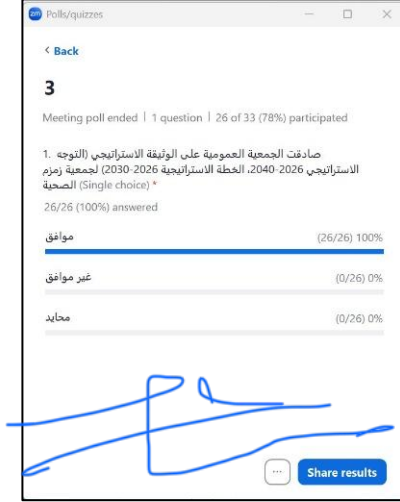 zm Polls/quizzes
< Back
3
Meeting poll ended | 1 question | 26 of 33 (78%) participated
1. صادقت الجمعية العمومية على الوثيقة الاستراتيجي (التوجه
الاستراتيجي 2026-2040، الخطة الاستراتيجية 2026-2030) لجمعية زمزم
الصحية (Single choice) *
26/26 (100%) answered
موافق (26/26) 100%
غير موافق (0/26) 0%
محايد (0/26) 0%
... Share results